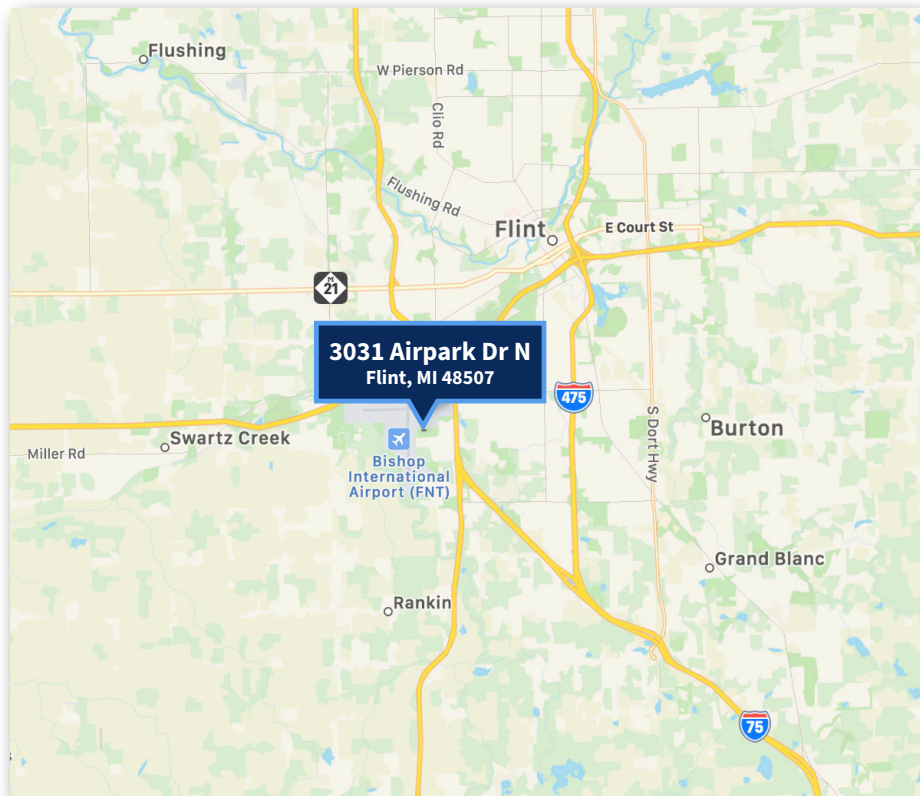 Flushing
W Pierson Rd
Clio Rd
Flushing Rd
Flint
E Court St
M
21
3031 Airpark Dr N
Flint, MI 48507
475
S Dort Hwy
Burton
Swartz Creek
Miller Rd
Bishop
International
Airport (FNT)
Grand Blanc
Rankin
75
s